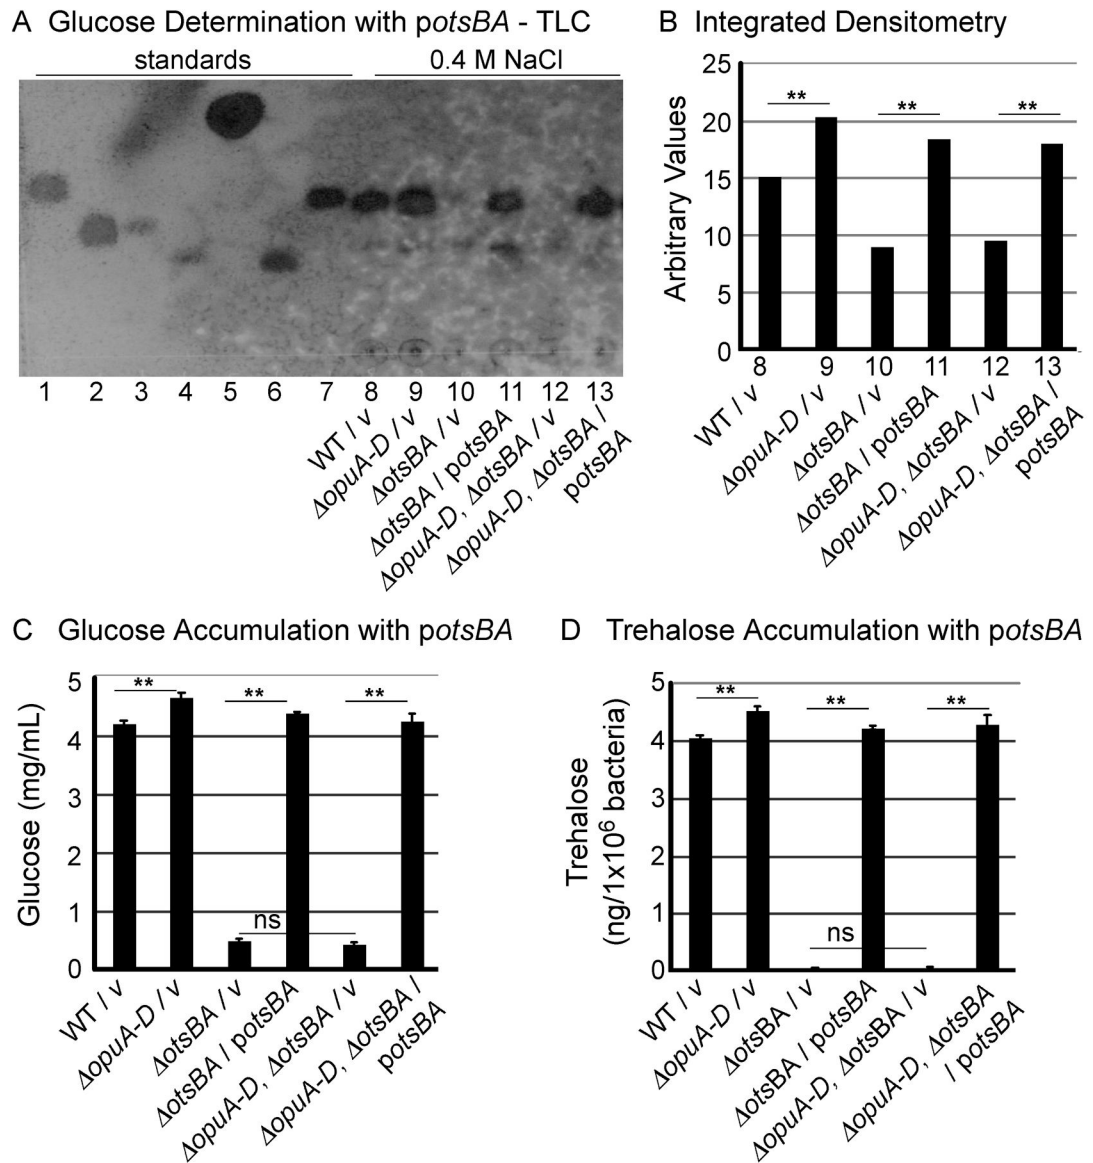 A Glucose Determination with potsBA - TLC
standards 0.4 M NaCl
1 2 3 4 5 6 7 8 9 10 11 12 13
WT / v
ΔopuA-D / v
ΔotsBA / v
ΔotsBA / potsBA
ΔopuA-D, ΔotsBA / v
ΔopuA-D, ΔotsBA /
potsBA
B Integrated Densitometry
Arbitrary Values
25
20
15
10
5
0
** ** **
8 9 10 11 12 13
WT / v
ΔopuA-D / v
ΔotsBA / v
ΔotsBA / potsBA
ΔopuA-D, ΔotsBA / v
ΔopuA-D, ΔotsBA /
potsBA
C Glucose Accumulation with potsBA
Glucose (mg/mL)
5
4
3
2
1
0
** ** **
ns
WT / v
ΔopuA-D / v
ΔotsBA / v
ΔotsBA / potsBA
ΔopuA-D, ΔotsBA / v
ΔopuA-D, ΔotsBA /
potsBA
D Trehalose Accumulation with potsBA
Trehalose
(ng/1x10⁶ bacteria)
5
4
3
2
1
0
** ** **
ns
WT / v
ΔopuA-D / v
ΔotsBA / v
ΔotsBA / potsBA
ΔopuA-D, ΔotsBA / v
ΔopuA-D, ΔotsBA
/ potsBA